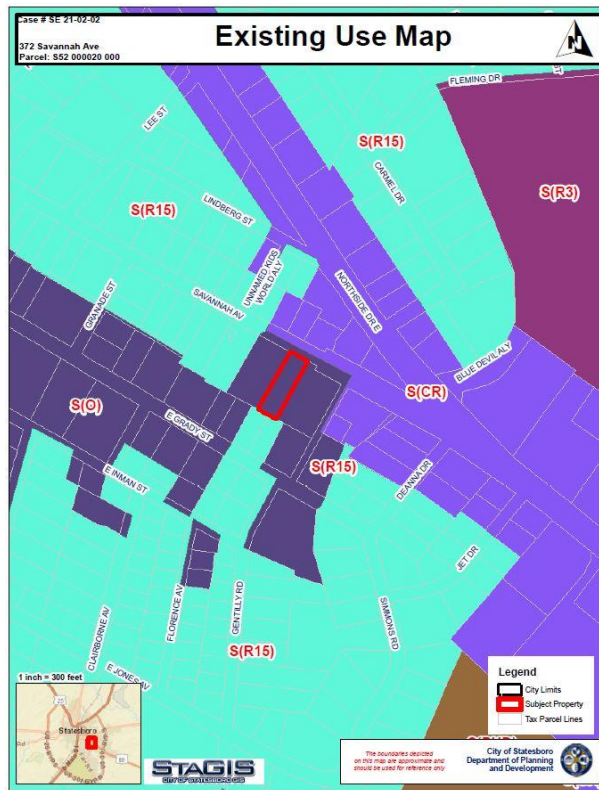 Case # SE 21-02-02
372 Savannah Ave
Parcel: S52 000020 000
Existing Use Map
N
FLEMING DR
LEE ST
S(R15)
CARMEL DR
S(R3)
S(R15)
LINDBERG ST
UNNAMED KIDS
WORLD ALY
SAVANNAH AV
GRANADE ST
NORTHSIDE DR E
BLUE DEVIL ALY
S(CR)
S(O)
E GRADY ST
S(R15)
DEANNA DR
E INMAN ST
JET DR
FLORENCE AV
GENTILLY RD
SIMMONS RD
CLAIRBORNE AV
S(R15)
E JONES AV
1 inch = 300 feet
Statesboro
Legend
City Limits
Subject Property
Tax Parcel Lines
STAGIS
CITY OF STATESBORO GIS
The boundaries depicted
on this map are approximate and
should be used for reference only
City of Statesboro
Department of Planning
and Development